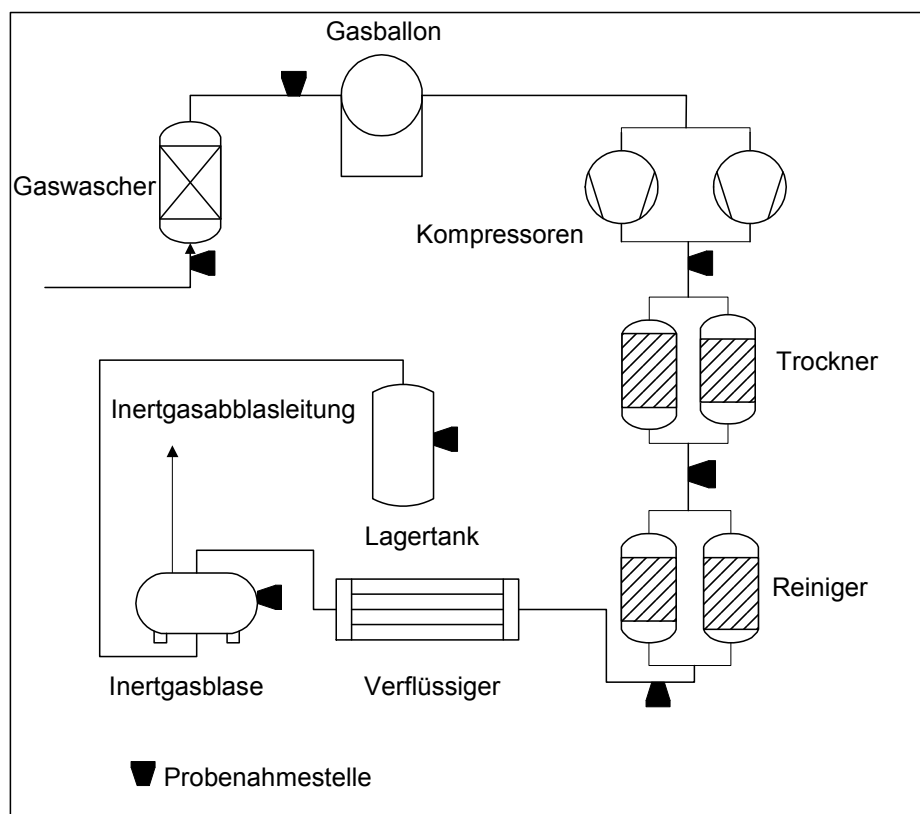 Gasballon
Gaswascher
Kompressoren
Trockner
Inertgasabblasleitung
Lagertank
Reiniger
Inertgasblase
Verflüssiger
Probenahmestelle